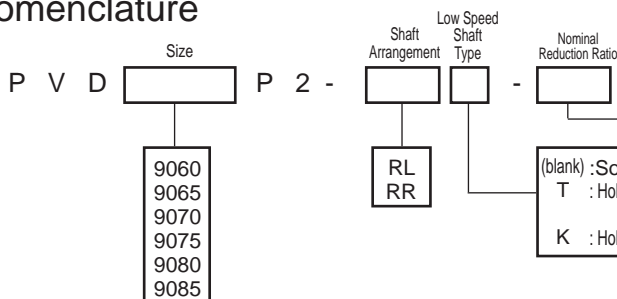 omenclature
Size
Shaft
Arrangement
Low Speed
Shaft
Type
Nominal
Reduction Ratio
P V D P 2 - -
9060
9065
9070
9075
9080
9085
RL
RR
(blank) :So
T : Hol
K : Hol